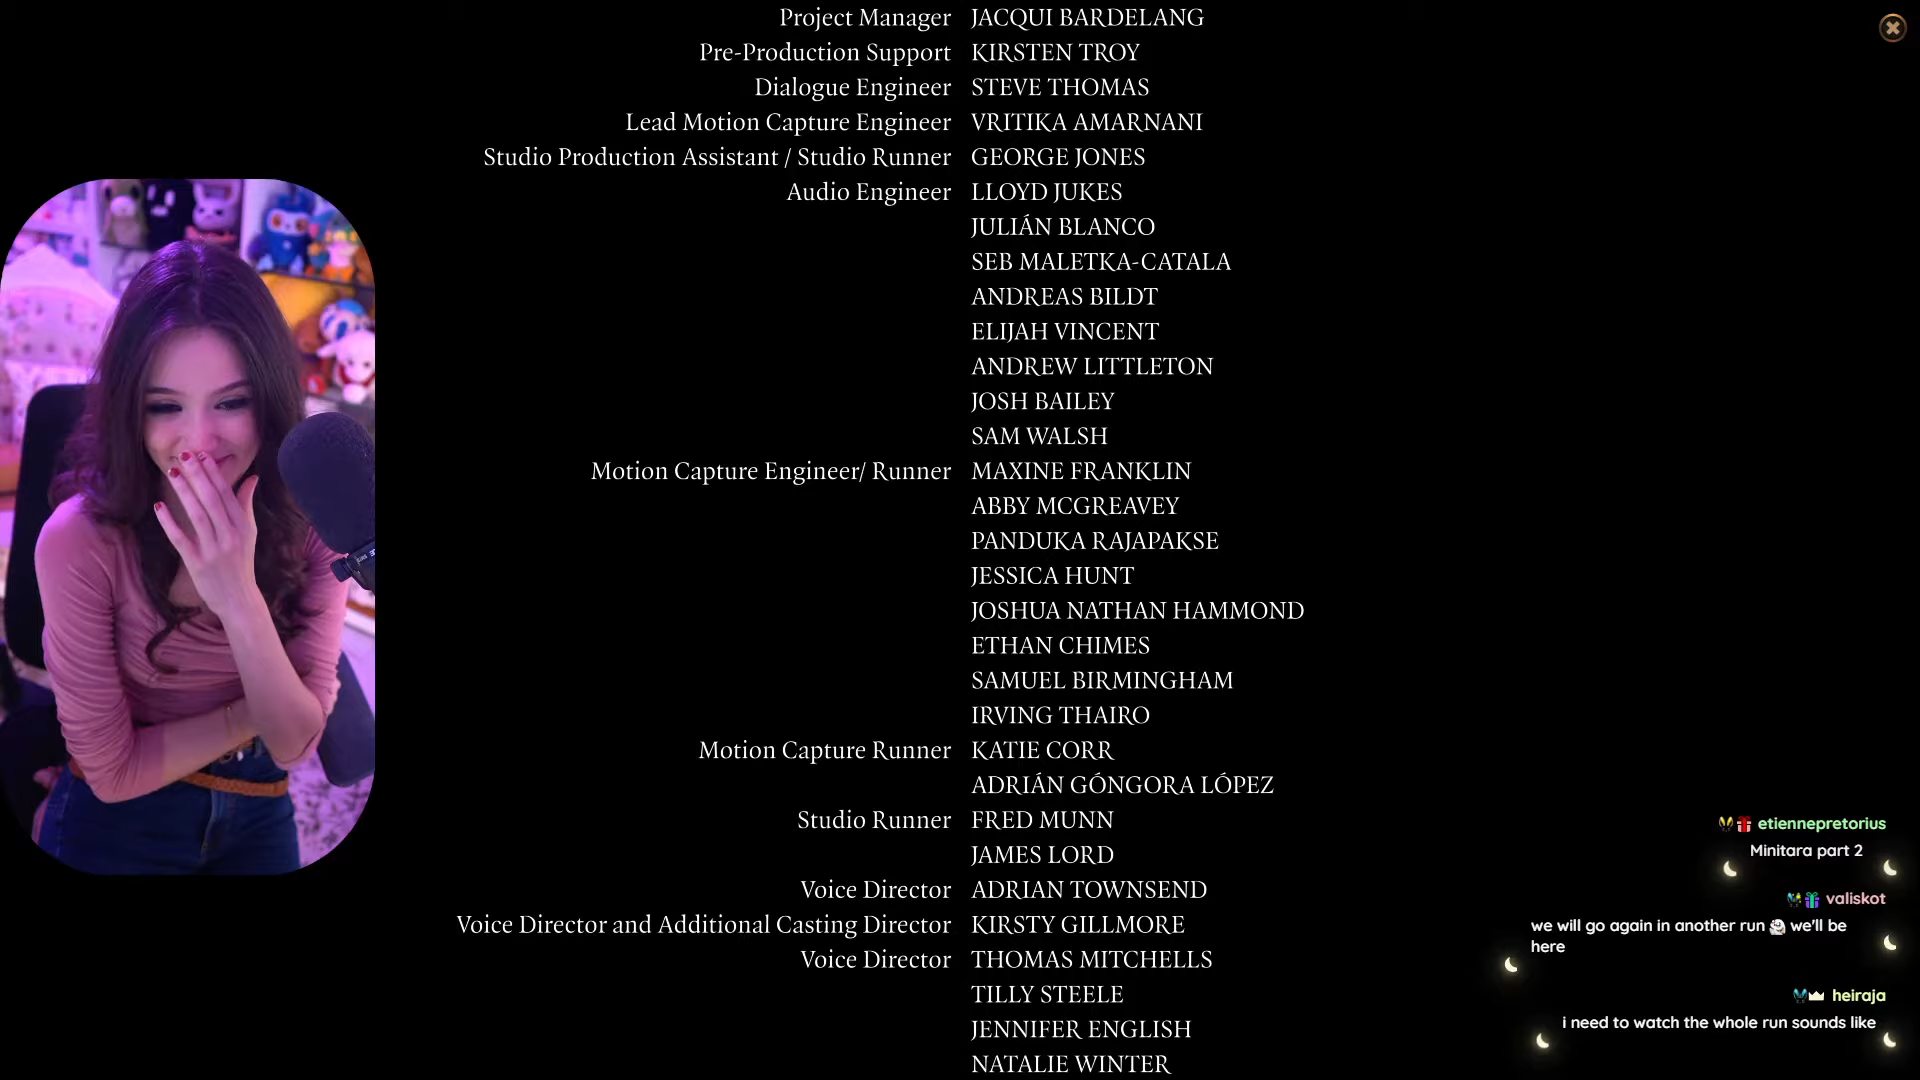 Project Manager JACQUI BARDELANG
Pre-Production Support KIRSTEN TROY
Dialogue Engineer STEVE THOMAS
Lead Motion Capture Engineer VRITIKA AMARNANI
Studio Production Assistant / Studio Runner GEORGE JONES
Audio Engineer LLOYD JUKES
JULIÁN BLANCO
SEB MALETKA-CATALA
ANDREAS BILDT
ELIJAH VINCENT
ANDREW LITTLETON
JOSH BAILEY
SAM WALSH
Motion Capture Engineer/ Runner MAXINE FRANKLIN
ABBY MCGREAVEY
PANDUKA RAJAPAKSE
JESSICA HUNT
JOSHUA NATHAN HAMMOND
ETHAN CHIMES
SAMUEL BIRMINGHAM
IRVING THAIRO
Motion Capture Runner KATIE CORR
ADRIÁN GÓNGORA LÓPEZ
Studio Runner FRED MUNN
JAMES LORD
Voice Director ADRIAN TOWNSEND
Voice Director and Additional Casting Director KIRSTY GILLMORE
Voice Director THOMAS MITCHELLS
TILLY STEELE
JENNIFER ENGLISH
NATALIE WINTER
etiennepretorius
Minitara part 2
valiskot
we will go again in another run 👻 we'll be
here
heiraja
i need to watch the whole run sounds like